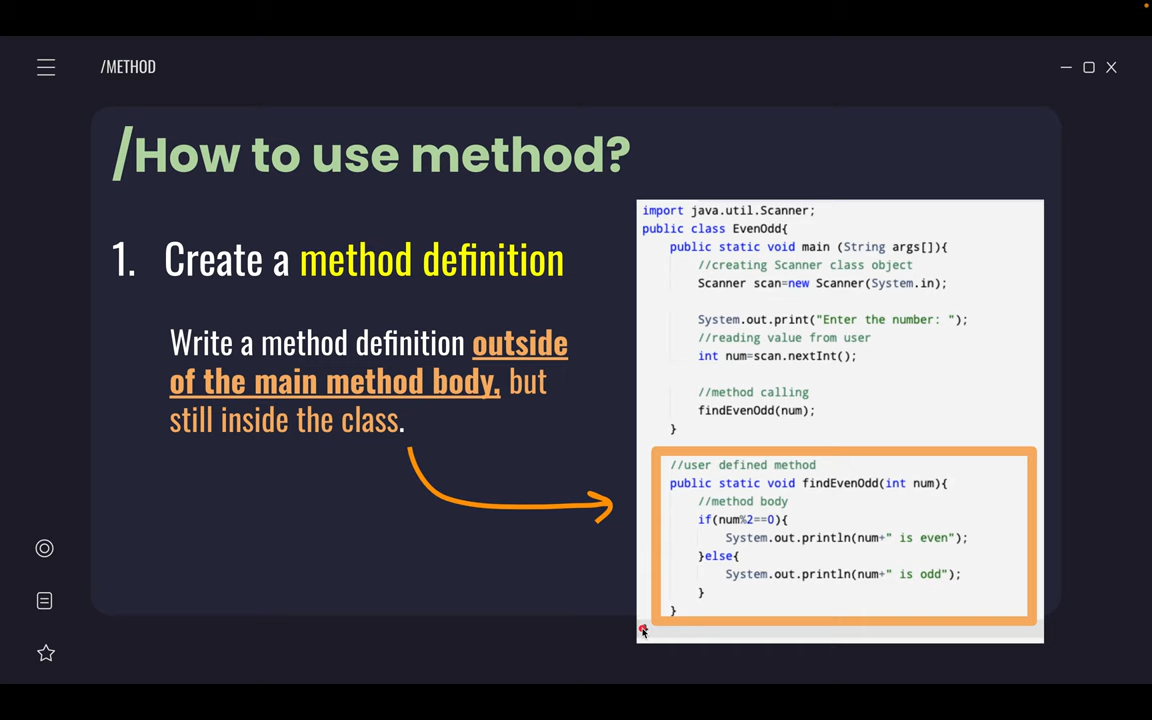 /METHOD
/How to use method?
1. Create a method definition
Write a method definition outside
of the main method body, but
still inside the class.
import java.util.Scanner;
public class EvenOdd{
public static void main (String args[]){
//creating Scanner class object
Scanner scan=new Scanner(System.in);
System.out.print("Enter the number: ");
//reading value from user
int num=scan.nextInt();
//method calling
findEvenOdd(num);
}
//user defined method
public static void findEvenOdd(int num){
//method body
if(num%2==0){
System.out.println(num+" is even");
}else{
System.out.println(num+" is odd");
}
}